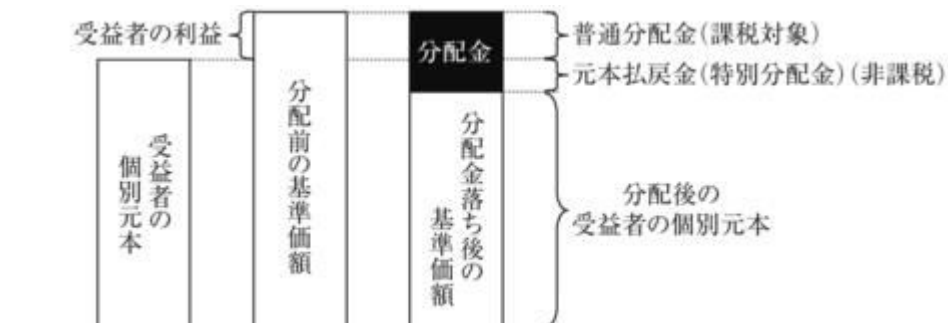 受益者の利益
分配金
普通分配金(課税対象)
元本払戻金(特別分配金)(非課税)
受益者の
個別元本
分配前の基準価額
分配金落ち後の
基準価額
分配後の
受益者の個別元本